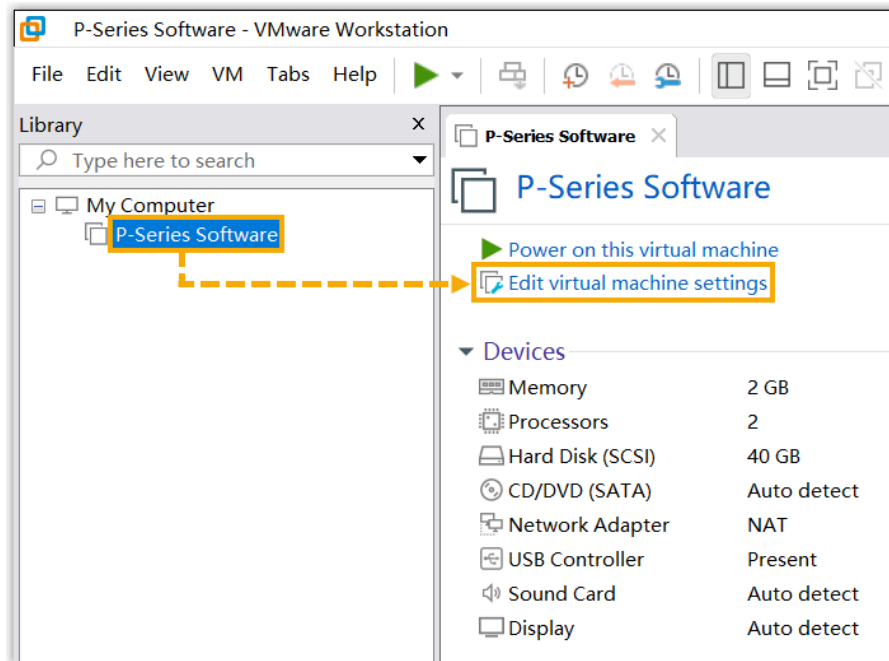 P-Series Software - VMware Workstation
File Edit View VM Tabs Help
Library X
Type here to search
My Computer
P-Series Software
P-Series Software
P-Series Software
Power on this virtual machine
Edit virtual machine settings
Devices
Memory 2 GB
Processors 2
Hard Disk (SCSI) 40 GB
CD/DVD (SATA) Auto detect
Network Adapter NAT
USB Controller Present
Sound Card Auto detect
Display Auto detect